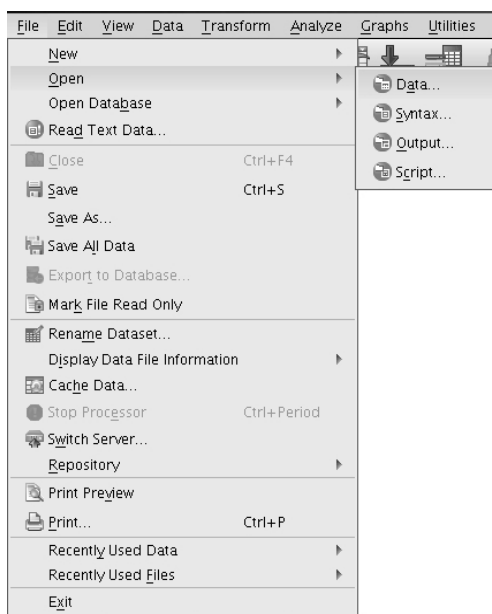 File Edit View Data Transform Analyze Graphs Utilities
New
Open
Open Database
Read Text Data...
Close Ctrl+F4
Save Ctrl+S
Save As...
Save All Data
Export to Database...
Mark File Read Only
Rename Dataset...
Display Data File Information
Cache Data...
Stop Processor Ctrl+Period
Switch Server...
Repository
Print Preview
Print... Ctrl+P
Recently Used Data
Recently Used Files
Exit
Data...
Syntax...
Output...
Script...